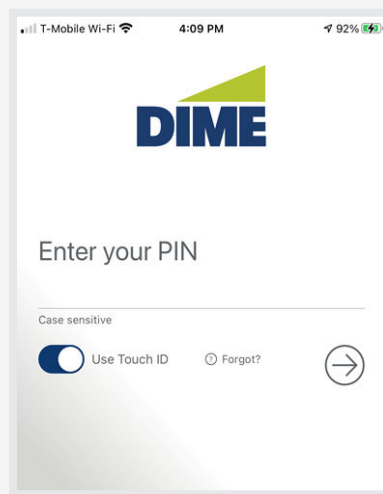 T-Mobile Wi-Fi 4:09 PM 92%
DIME
Enter your PIN
Case sensitive
Use Touch ID Forgot?